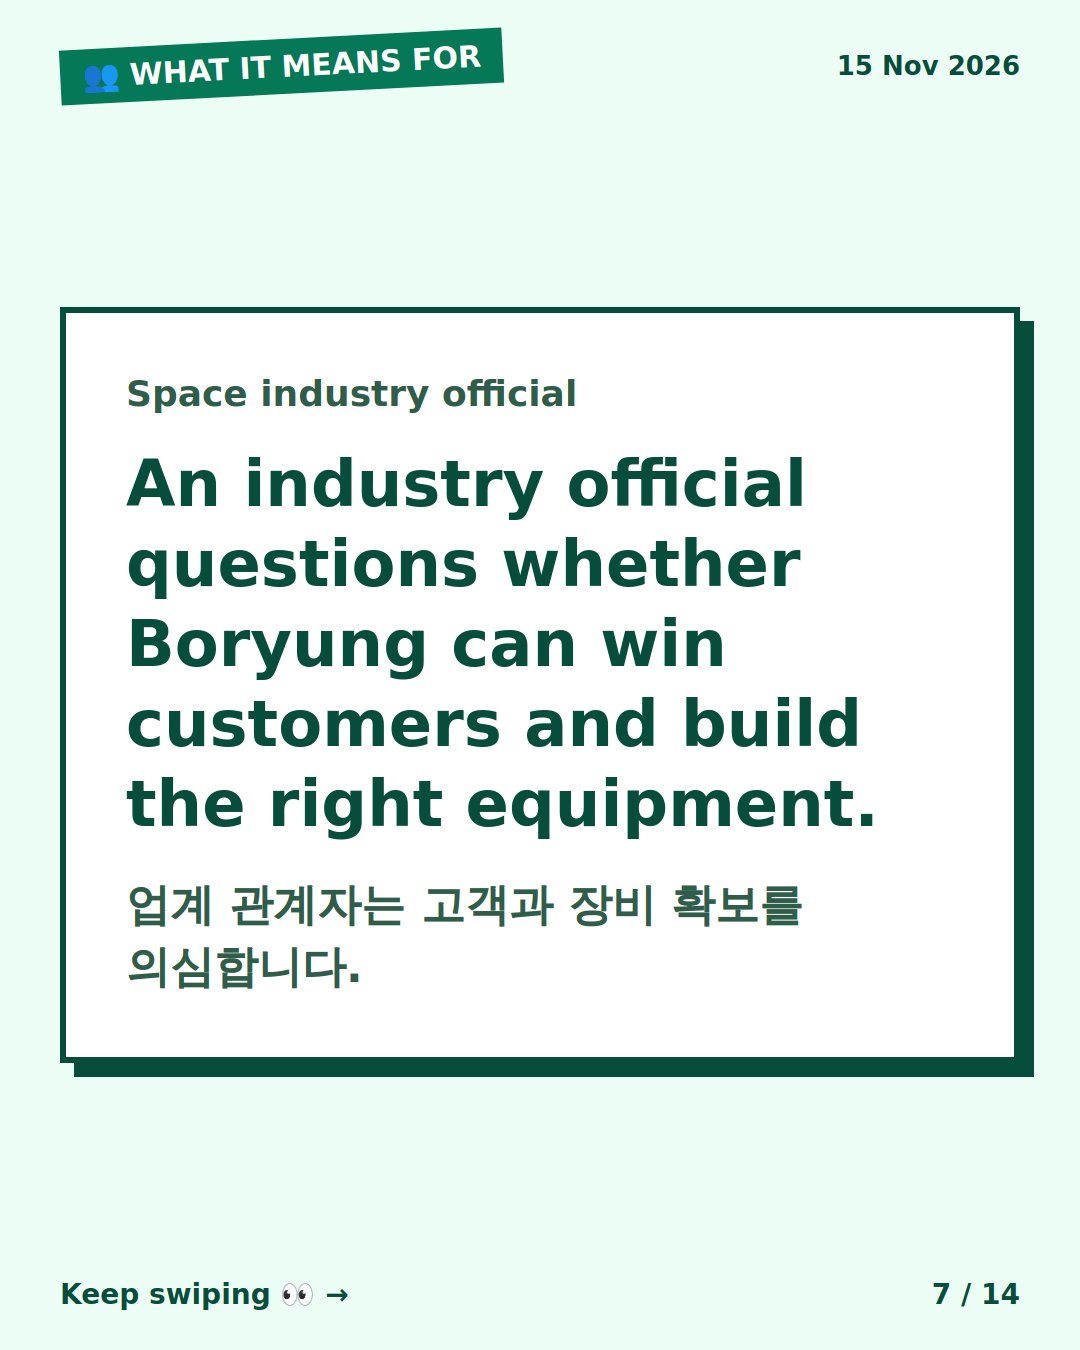 👥 WHAT IT MEANS FOR
15 Nov 2026
Space industry official
An industry official
questions whether
Boryung can win
customers and build
the right equipment.
업계 관계자는 고객과 장비 확보를
의심합니다.
Keep swiping 👀 →
7 / 14